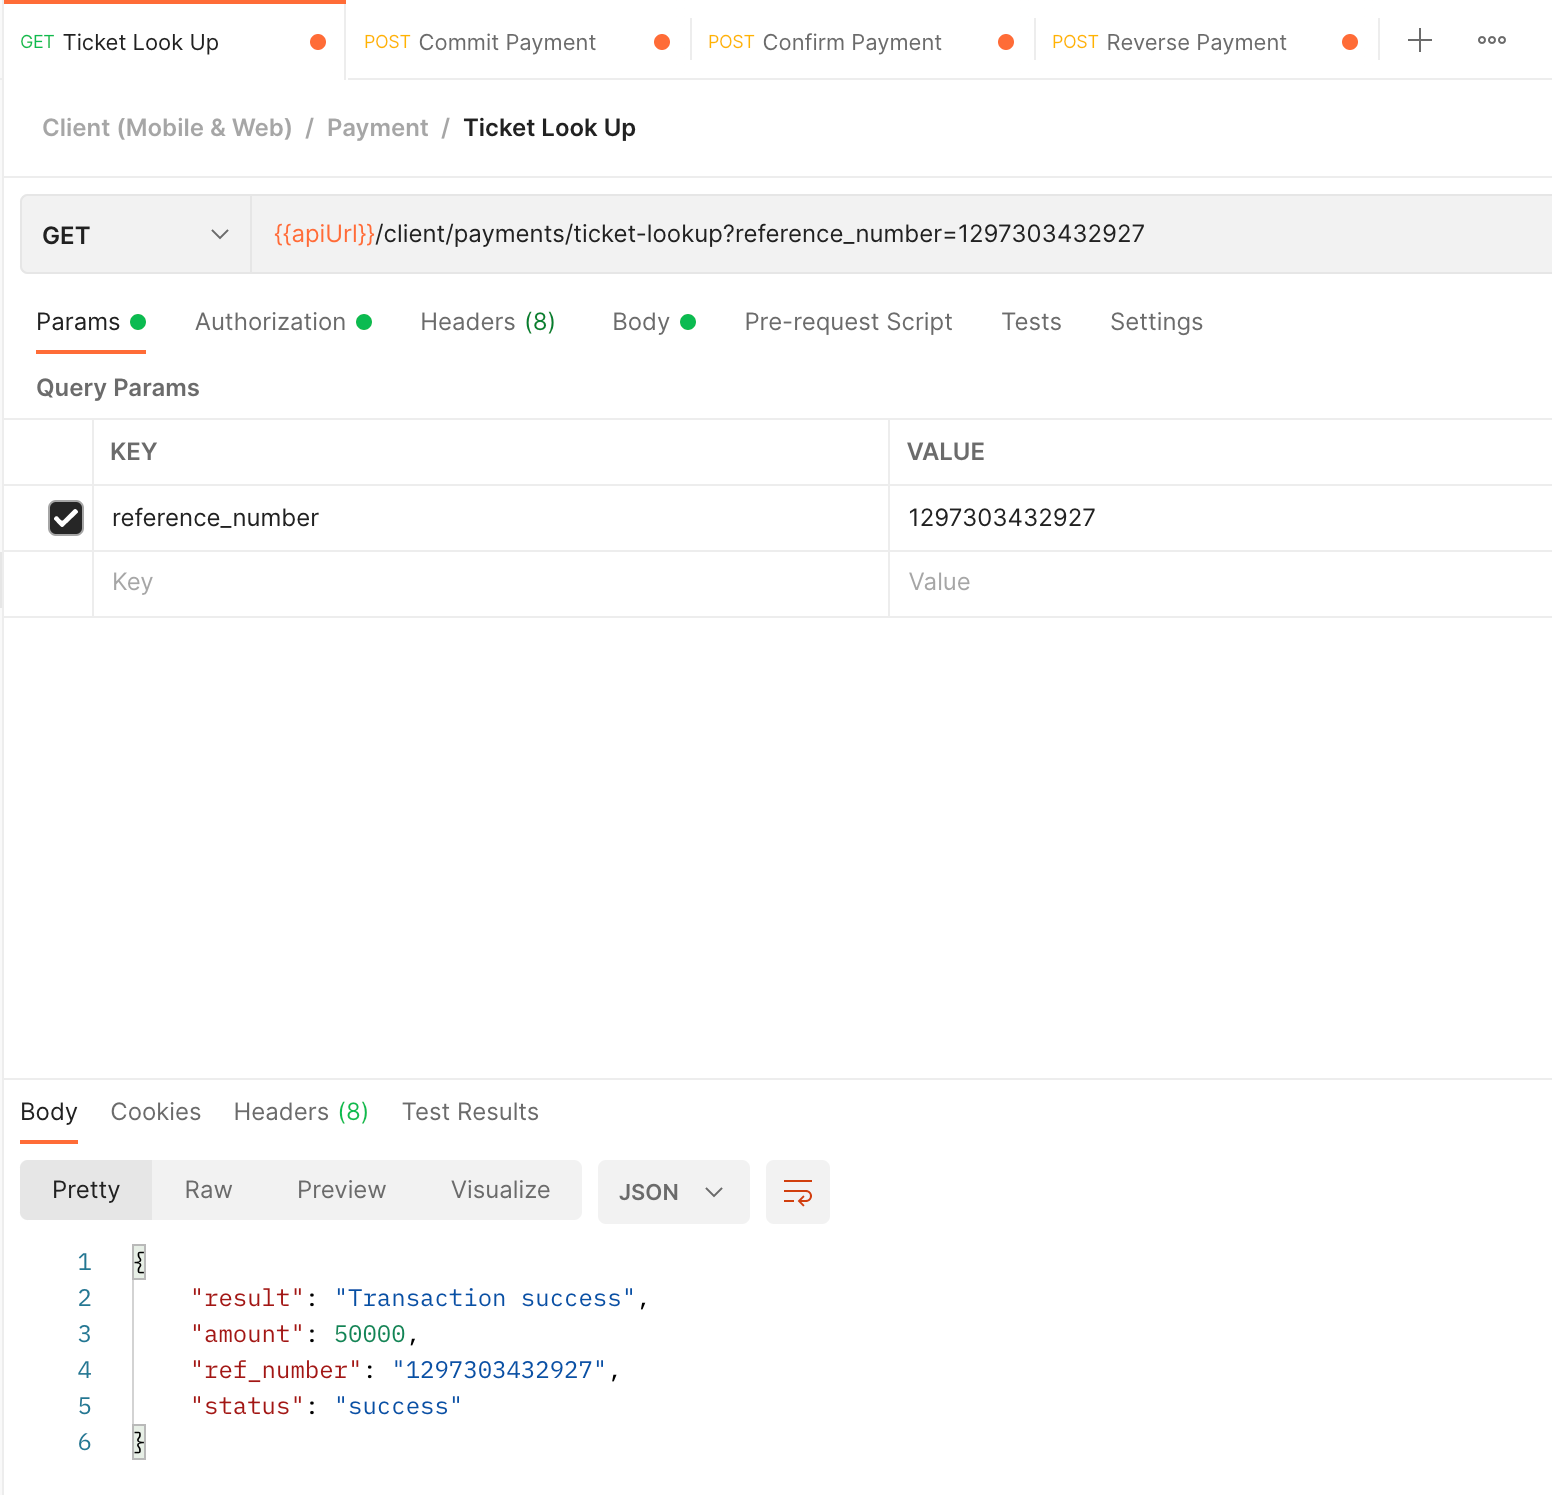 GET Ticket Look Up POST Commit Payment POST Confirm Payment POST Reverse Payment
Client (Mobile & Web) / Payment / Ticket Look Up
GET {{apiUrl}}/client/payments/ticket-lookup?reference_number=1297303432927
Params Authorization Headers (8) Body Pre-request Script Tests Settings
Query Params
KEY VALUE
reference_number 1297303432927
Key Value
Body Cookies Headers (8) Test Results
Pretty Raw Preview Visualize JSON
1 {
2 "result": "Transaction success",
3 "amount": 50000,
4 "ref_number": "1297303432927",
5 "status": "success"
6 }